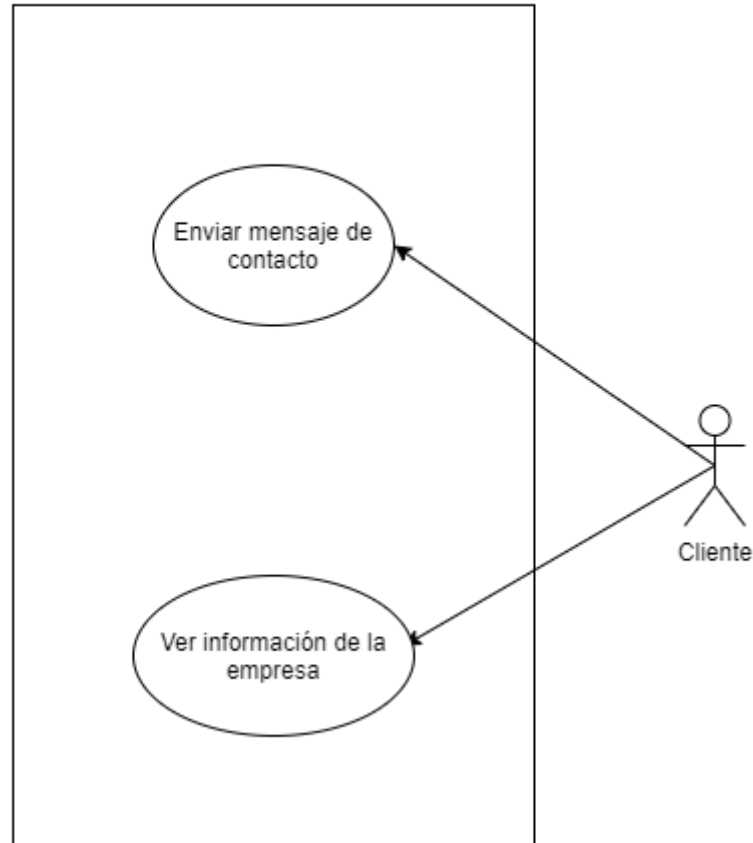 Enviar mensaje de
contacto
Cliente
Ver información de la
empresa